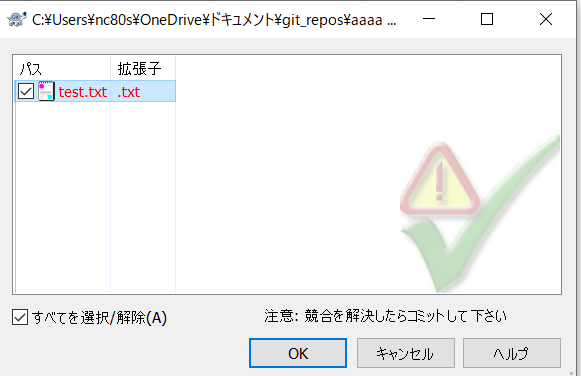 C:¥Users¥nc80s¥OneDrive¥ドキュメント¥git_repos¥aaaa ...
パス 拡張子
test.txt .txt
すべてを選択/解除(A)
注意: 競合を解決したらコミットして下さい
OK キャンセル ヘルプ